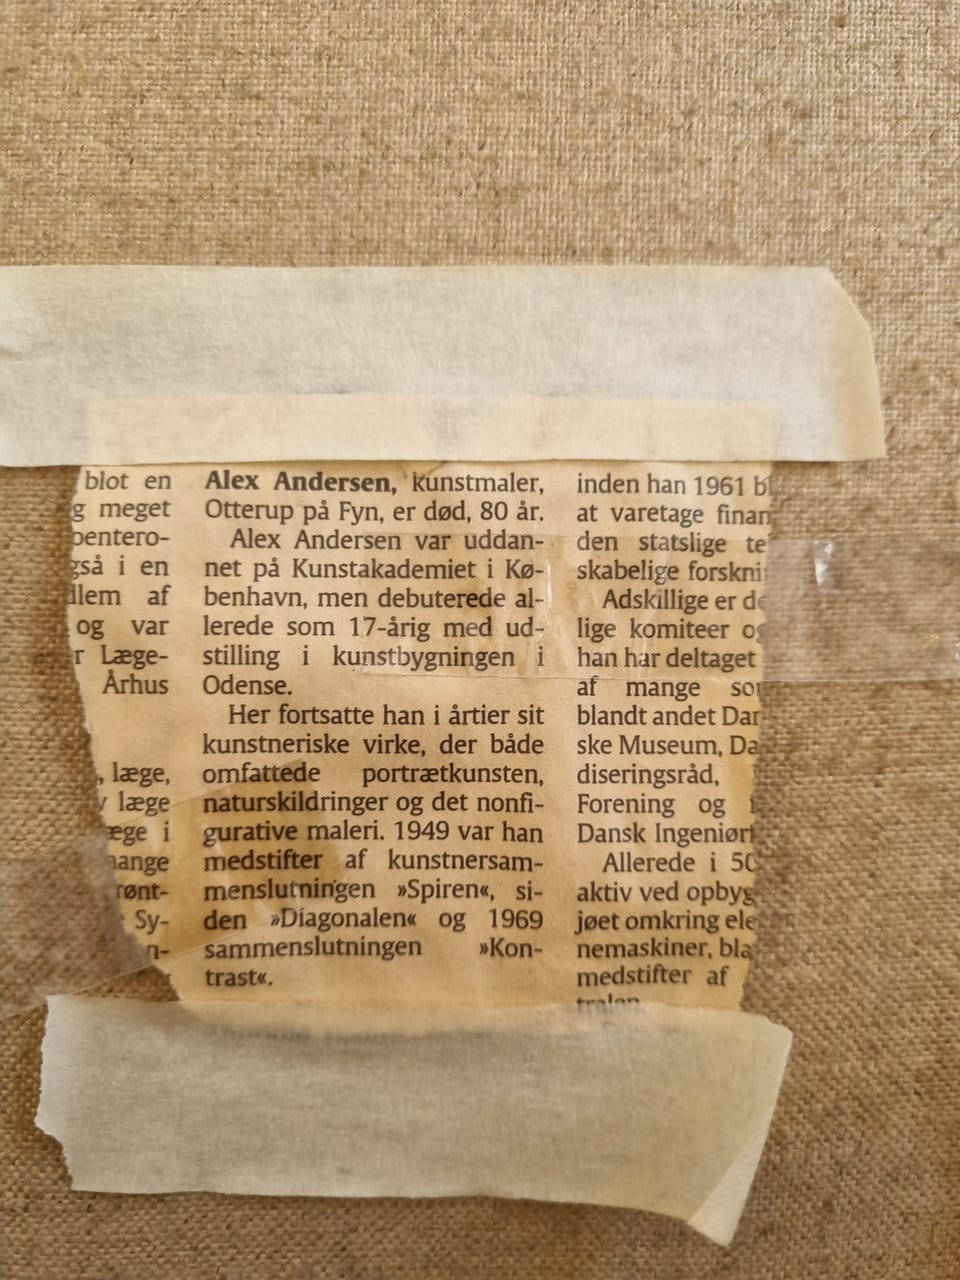 blot en
meget
i en
af
og var
Læge-
Århus
læge,
læge
i
Sy-
Alex Andersen, kunstmaler,
Otterup på Fyn, er død, 80 år.
Alex Andersen var uddan-
net på Kunstakademiet i Kø-
benhavn, men debuterede al-
lerede som 17-årig med ud-
stilling i kunstbygningen i
Odense.
Her fortsatte han i årtier sit
kunstneriske virke, der både
omfattede portrætkunsten,
naturskildringer og det nonfi-
gurative maleri. 1949 var han
medstifter af kunstnersam-
menslutningen »Spiren«, si-
den »Diagonalen« og 1969
sammenslutningen »Kon-
trast«.
inden han 1961
at varetage
den statslige
skabelige
Adskillige er
lige komiteer
han har deltaget
af mange
blandt andet
ske Museum,
diseringsråd,
Forening og
Dansk
Allerede i
aktiv ved
jøet omkring
nemaskiner,
medstifter af